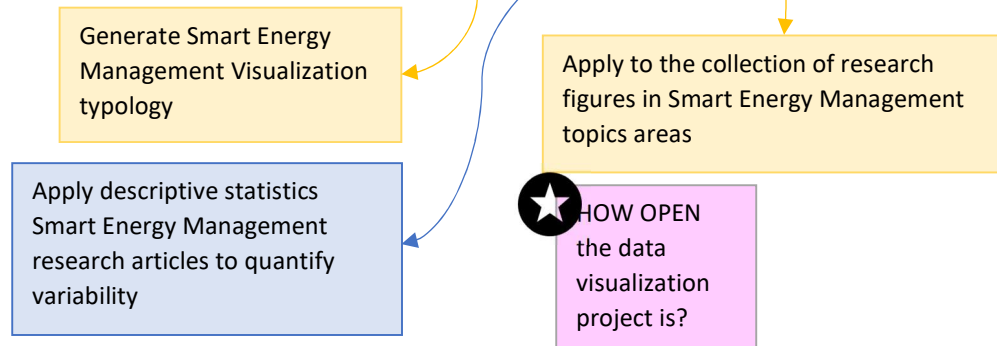 Generate Smart Energy
Management Visualization
typology
Apply to the collection of research
figures in Smart Energy Management
topics areas
Apply descriptive statistics
Smart Energy Management
research articles to quantify
variability
HOW OPEN
the data
visualization
project is?